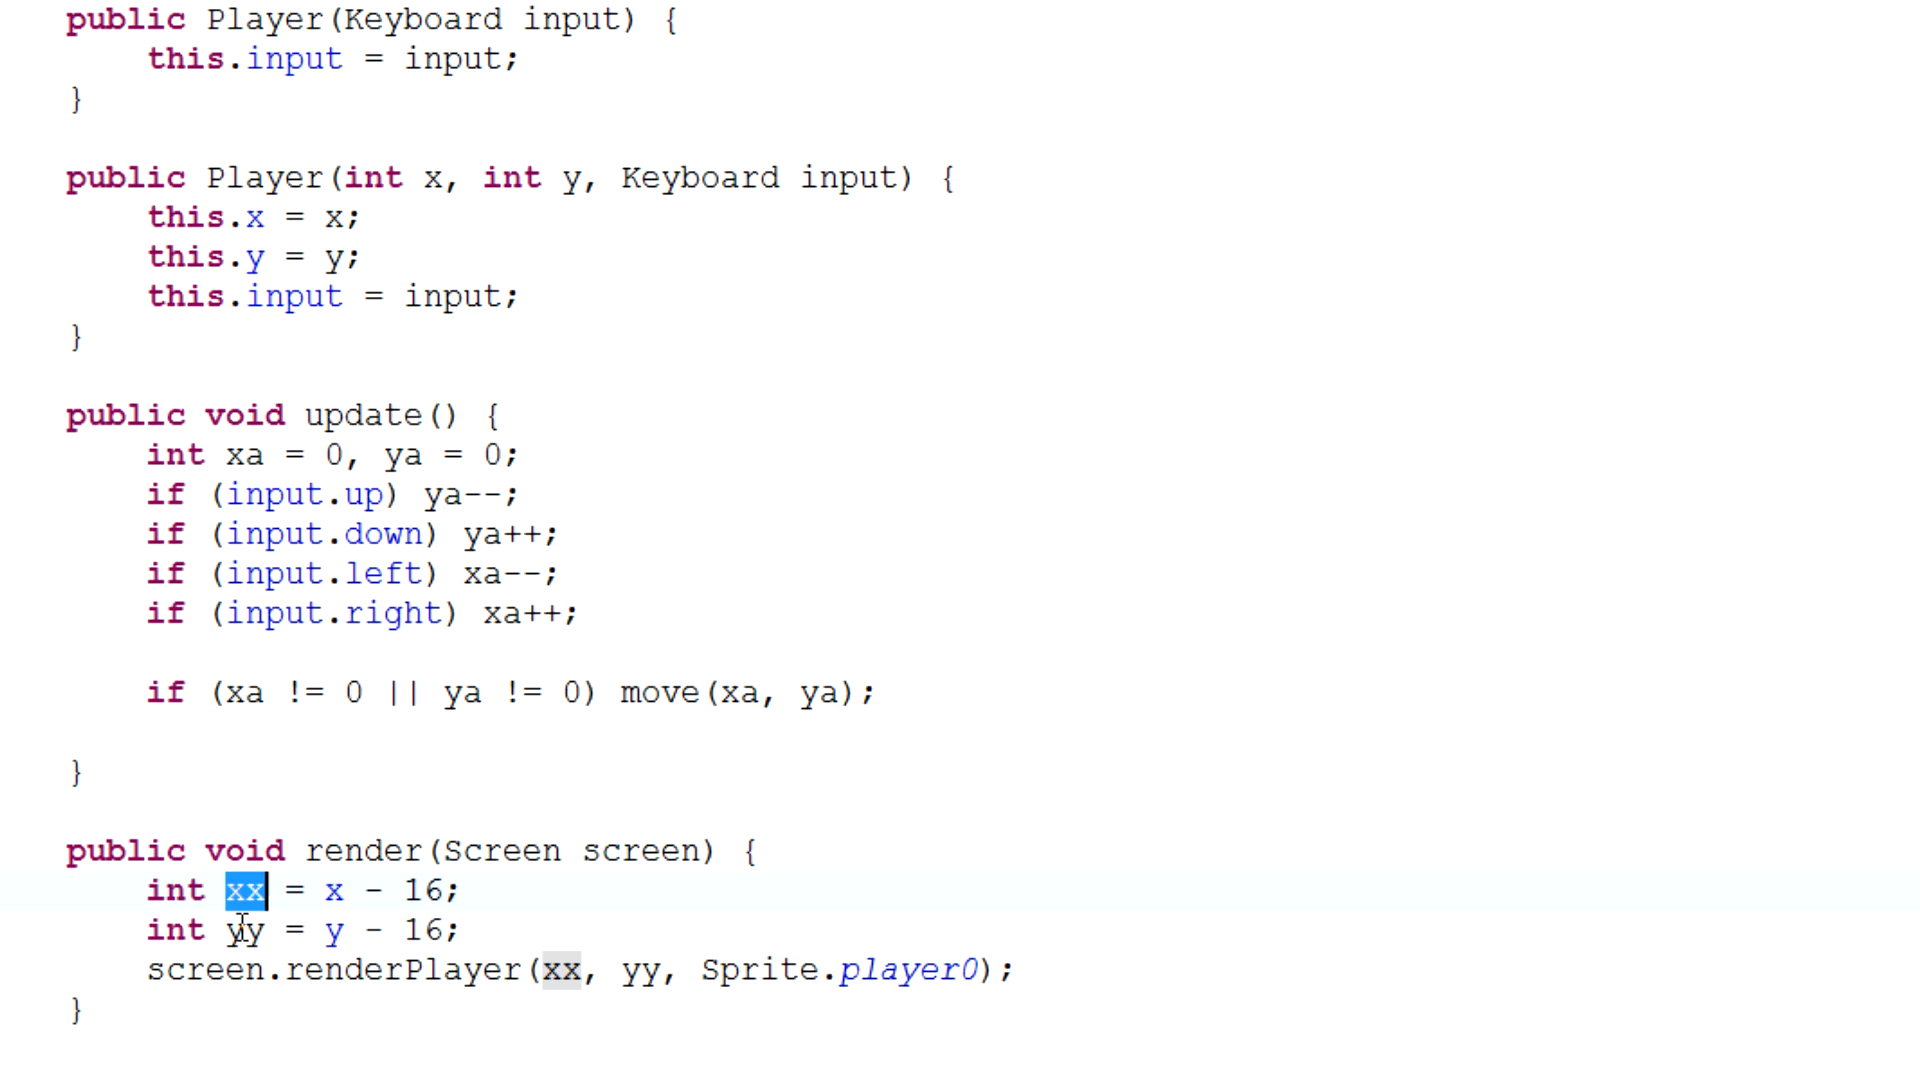 public Player(Keyboard input) {
this.input = input;
}
public Player(int x, int y, Keyboard input) {
this.x = x;
this.y = y;
this.input = input;
}
public void update() {
int xa = 0, ya = 0;
if (input.up) ya--;
if (input.down) ya++;
if (input.left) xa--;
if (input.right) xa++;
if (xa != 0 || ya != 0) move(xa, ya);
}
public void render(Screen screen) {
int xx = x - 16;
int yy = y - 16;
screen.renderPlayer(xx, yy, Sprite.player0);
}